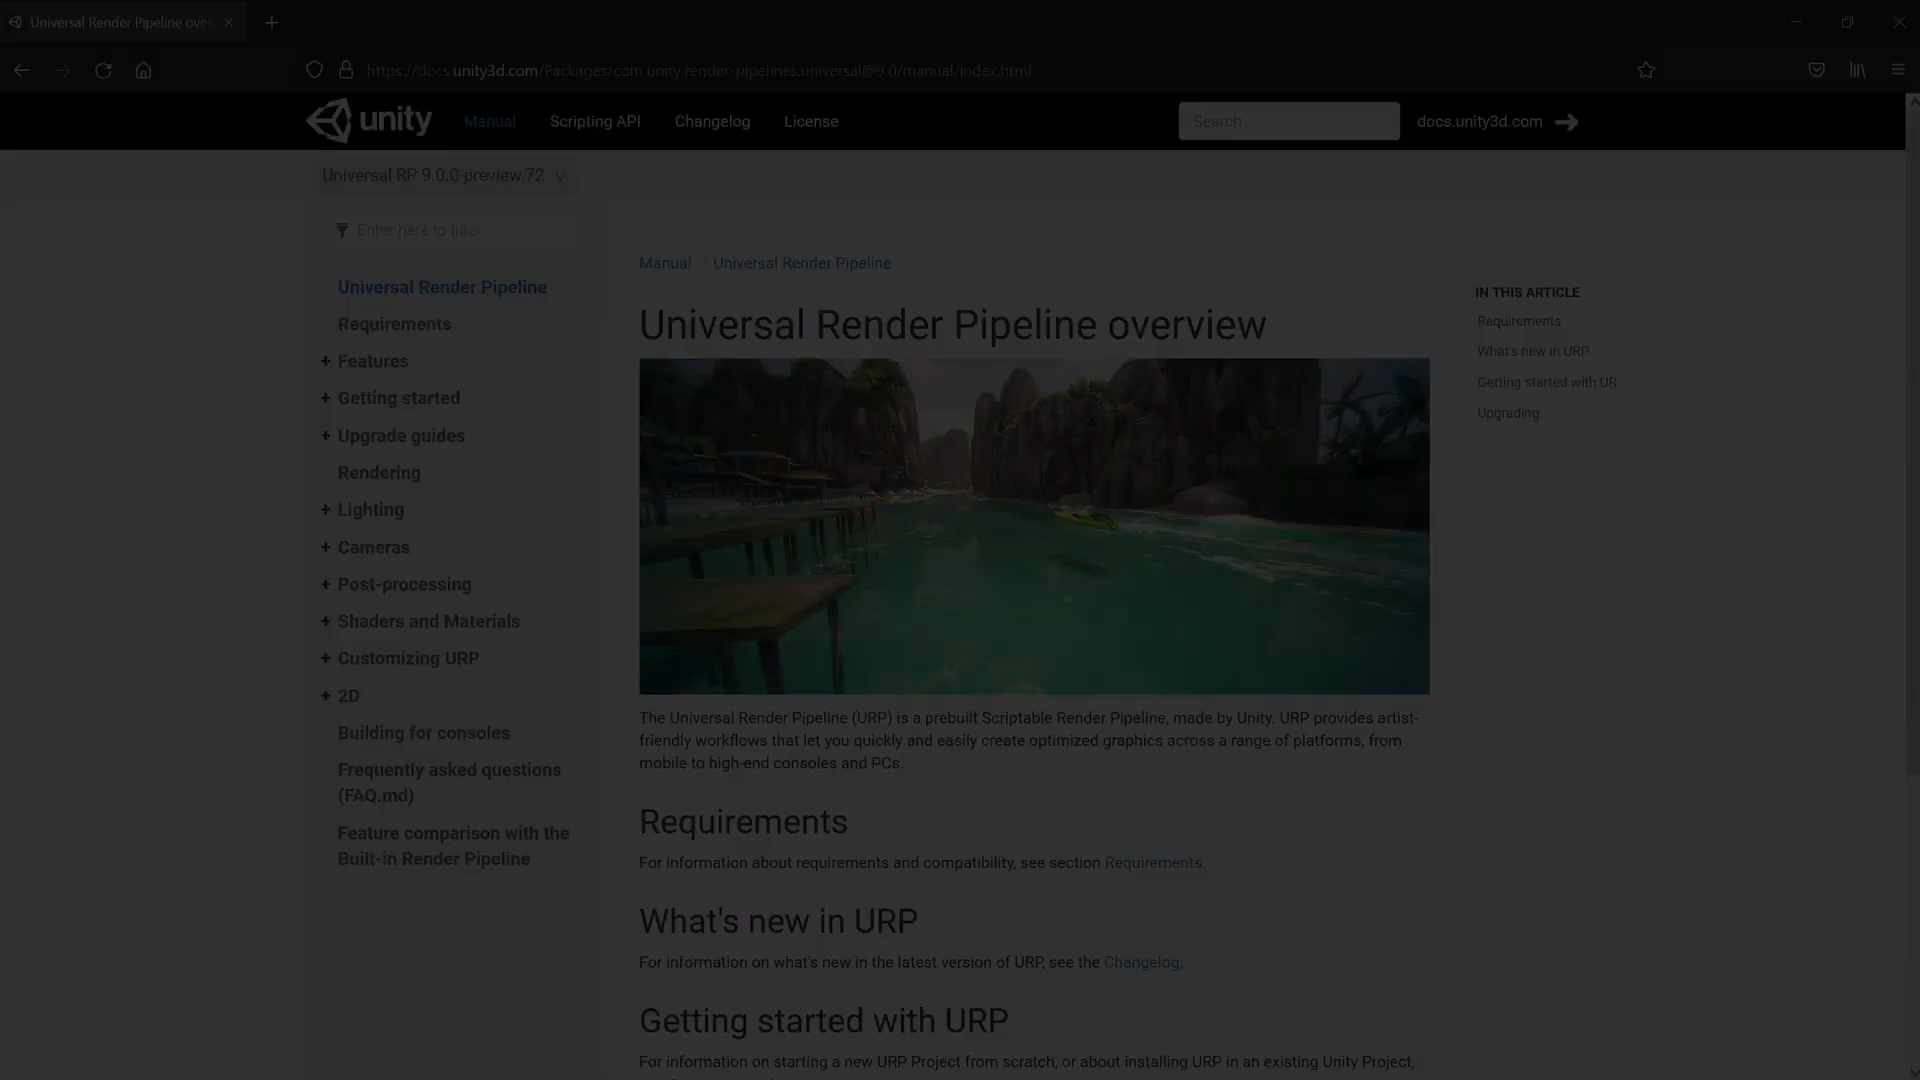 Universal Render Pipeline over
https://docs.unity3d.com/Packages/com.unity.render-pipelines.universal@9.0/manual/index.html
unity Manual Scripting API Changelog License Search docs.unity3d.com
Universal RP 9.0.0-preview.72
Enter here to filter
Universal Render Pipeline
Requirements
+ Features
+ Getting started
+ Upgrade guides
Rendering
+ Lighting
+ Cameras
+ Post-processing
+ Shaders and Materials
+ Customizing URP
+ 2D
Building for consoles
Frequently asked questions
(FAQ.md)
Feature comparison with the
Built-in Render Pipeline
Manual / Universal Render Pipeline
Universal Render Pipeline overview
The Universal Render Pipeline (URP) is a prebuilt Scriptable Render Pipeline, made by Unity. URP provides artist-
friendly workflows that let you quickly and easily create optimized graphics across a range of platforms, from
mobile to high-end consoles and PCs.
Requirements
For information about requirements and compatibility, see section Requirements.
What's new in URP
For information on what's new in the latest version of URP, see the Changelog.
Getting started with URP
For information on starting a new URP Project from scratch, or about installing URP in an existing Unity Project,
IN THIS ARTICLE
Requirements
What's new in URP
Getting started with UR
Upgrading